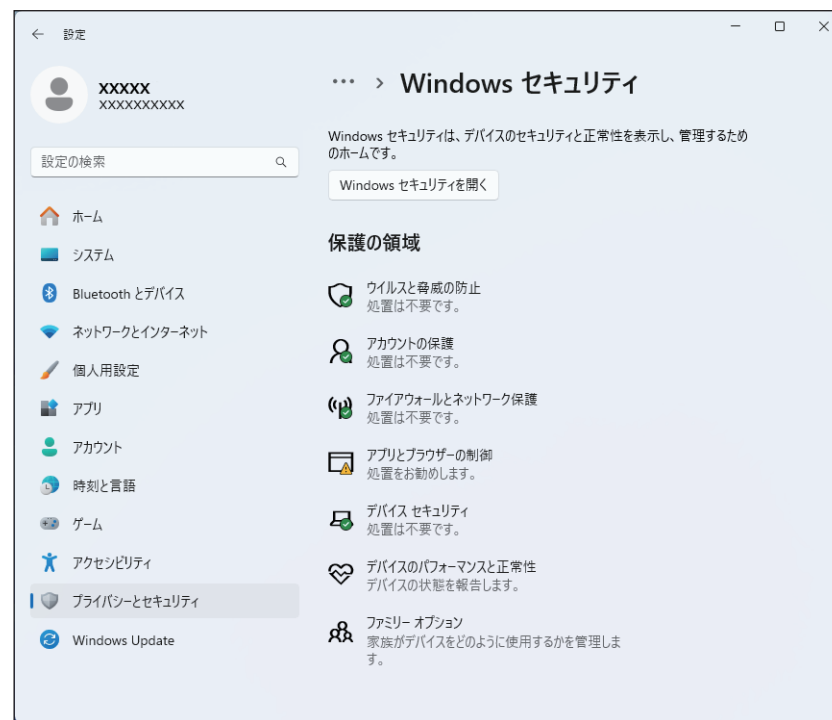 設定
XXXXX
XXXXXXXXXX
設定の検索
ホーム
システム
Bluetooth とデバイス
ネットワークとインターネット
個人用設定
アプリ
アカウント
時刻と言語
ゲーム
アクセシビリティ
プライバシーとセキュリティ
Windows Update
… › Windows セキュリティ
Windows セキュリティは、デバイスのセキュリティと正常性を表示し、管理するため
のホームです。
Windows セキュリティを開く
保護の領域
ウイルスと脅威の防止
処置は不要です。
アカウントの保護
処置は不要です。
ファイアウォールとネットワーク保護
処置は不要です。
アプリとブラウザーの制御
処置をお勧めします。
デバイス セキュリティ
処置は不要です。
デバイスのパフォーマンスと正常性
デバイスの状態を報告します。
ファミリー オプション
家族がデバイスをどのように使用するかを管理しま
す。